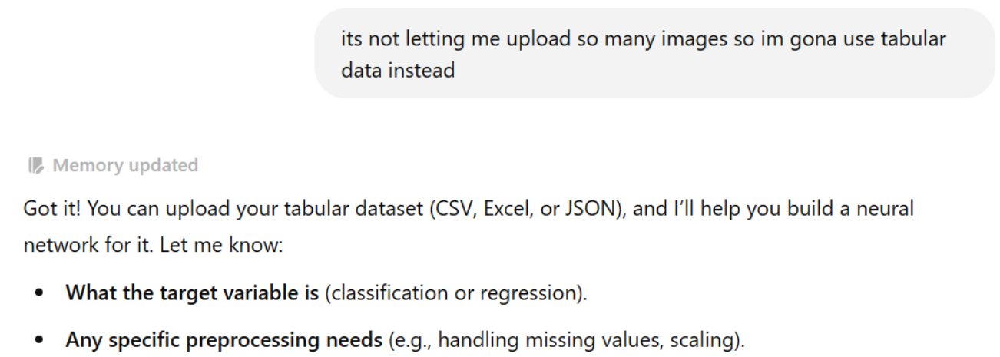 its not letting me upload so many images so im gona use tabular
data instead
Memory updated
Got it! You can upload your tabular dataset (CSV, Excel, or JSON), and I’ll help you build a neural
network for it. Let me know:
• What the target variable is (classification or regression).
• Any specific preprocessing needs (e.g., handling missing values, scaling).